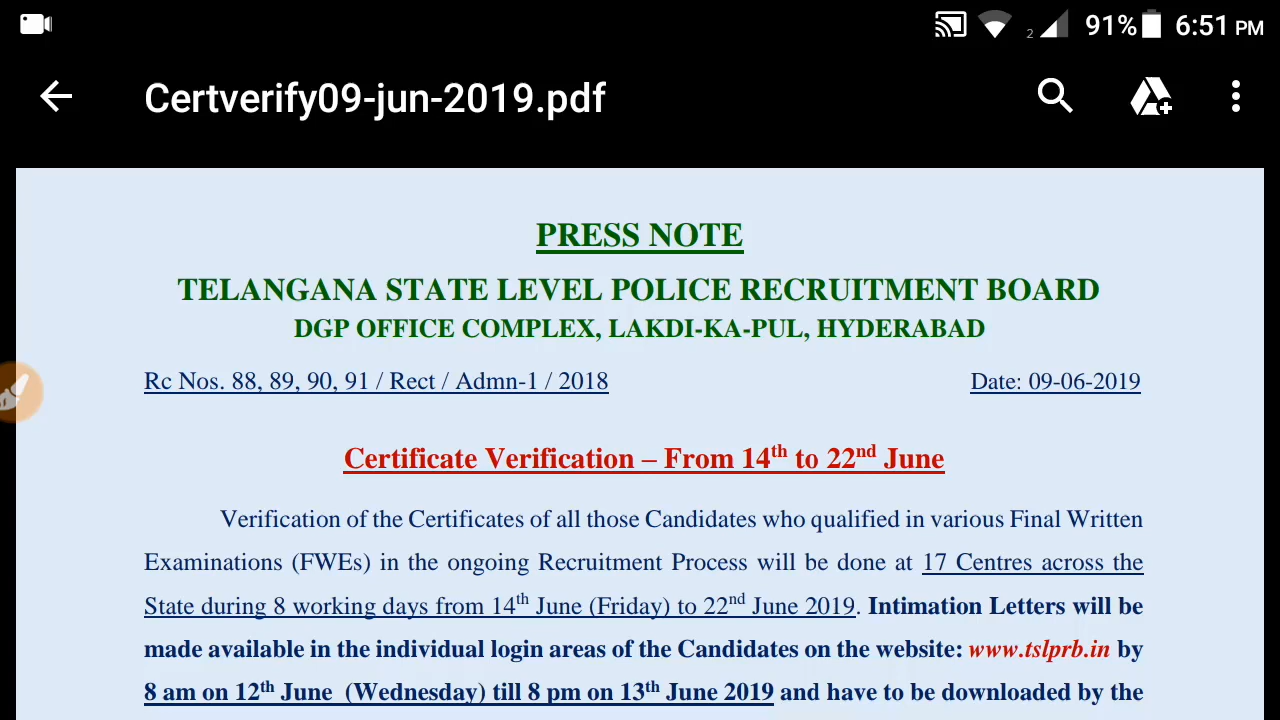 2 91% 6:51 PM
Certverify09-jun-2019.pdf
PRESS NOTE
TELANGANA STATE LEVEL POLICE RECRUITMENT BOARD
DGP OFFICE COMPLEX, LAKDI-KA-PUL, HYDERABAD
Rc Nos. 88, 89, 90, 91 / Rect / Admn-1 / 2018 Date: 09-06-2019
Certificate Verification – From 14th to 22nd June
Verification of the Certificates of all those Candidates who qualified in various Final Written
Examinations (FWEs) in the ongoing Recruitment Process will be done at 17 Centres across the
State during 8 working days from 14th June (Friday) to 22nd June 2019. Intimation Letters will be
made available in the individual login areas of the Candidates on the website: www.tslprb.in by
8 am on 12th June (Wednesday) till 8 pm on 13th June 2019 and have to be downloaded by the